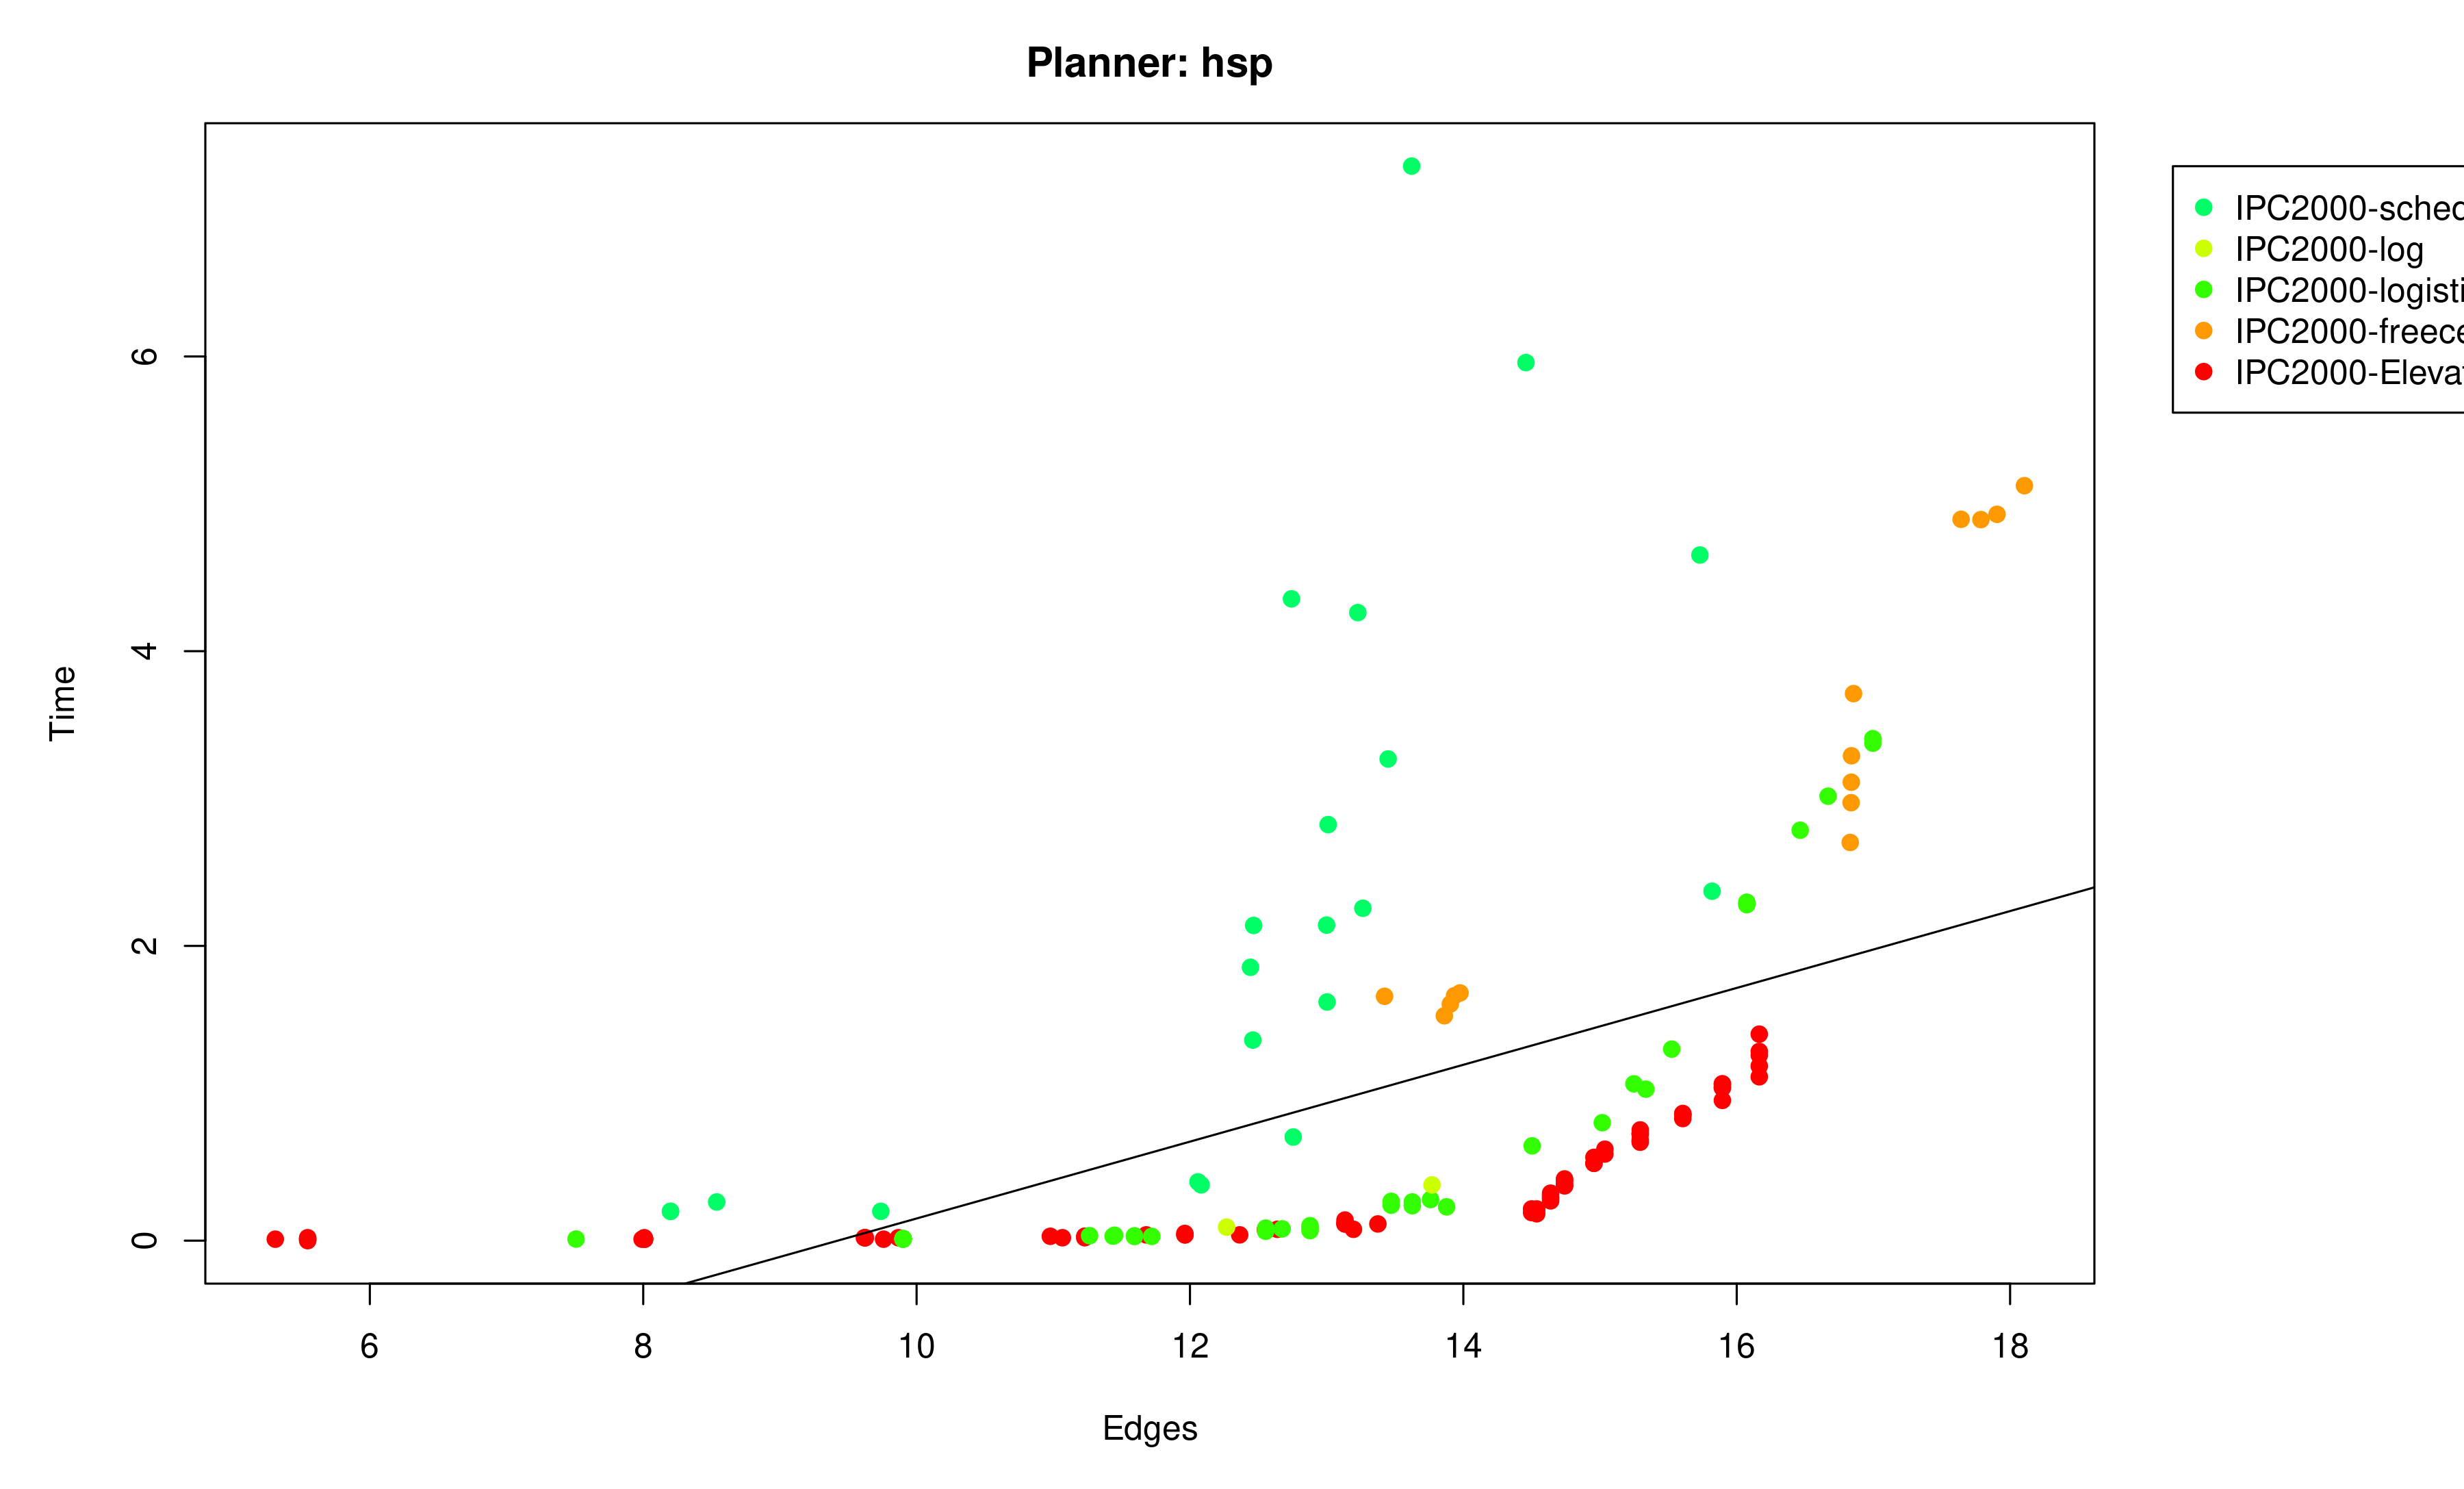 Planner: hsp
IPC2000-sched
IPC2000-log
IPC2000-logisti
IPC2000-freece
IPC2000-Eleva
6
4
2
0
Time
6 8 10 12 14 16 18
Edges